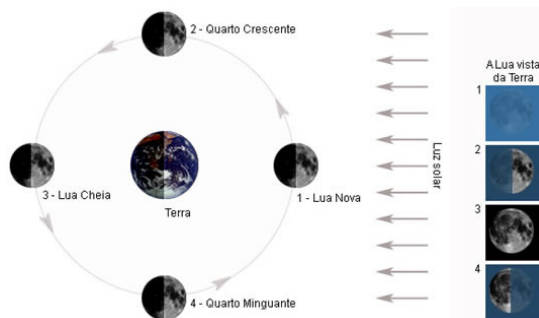 2 - Quarto Crescente
3 - Lua Cheia
Terra
1 - Lua Nova
4 - Quarto Minguante
Luz solar
A Lua vista
da Terra
1
2
3
4